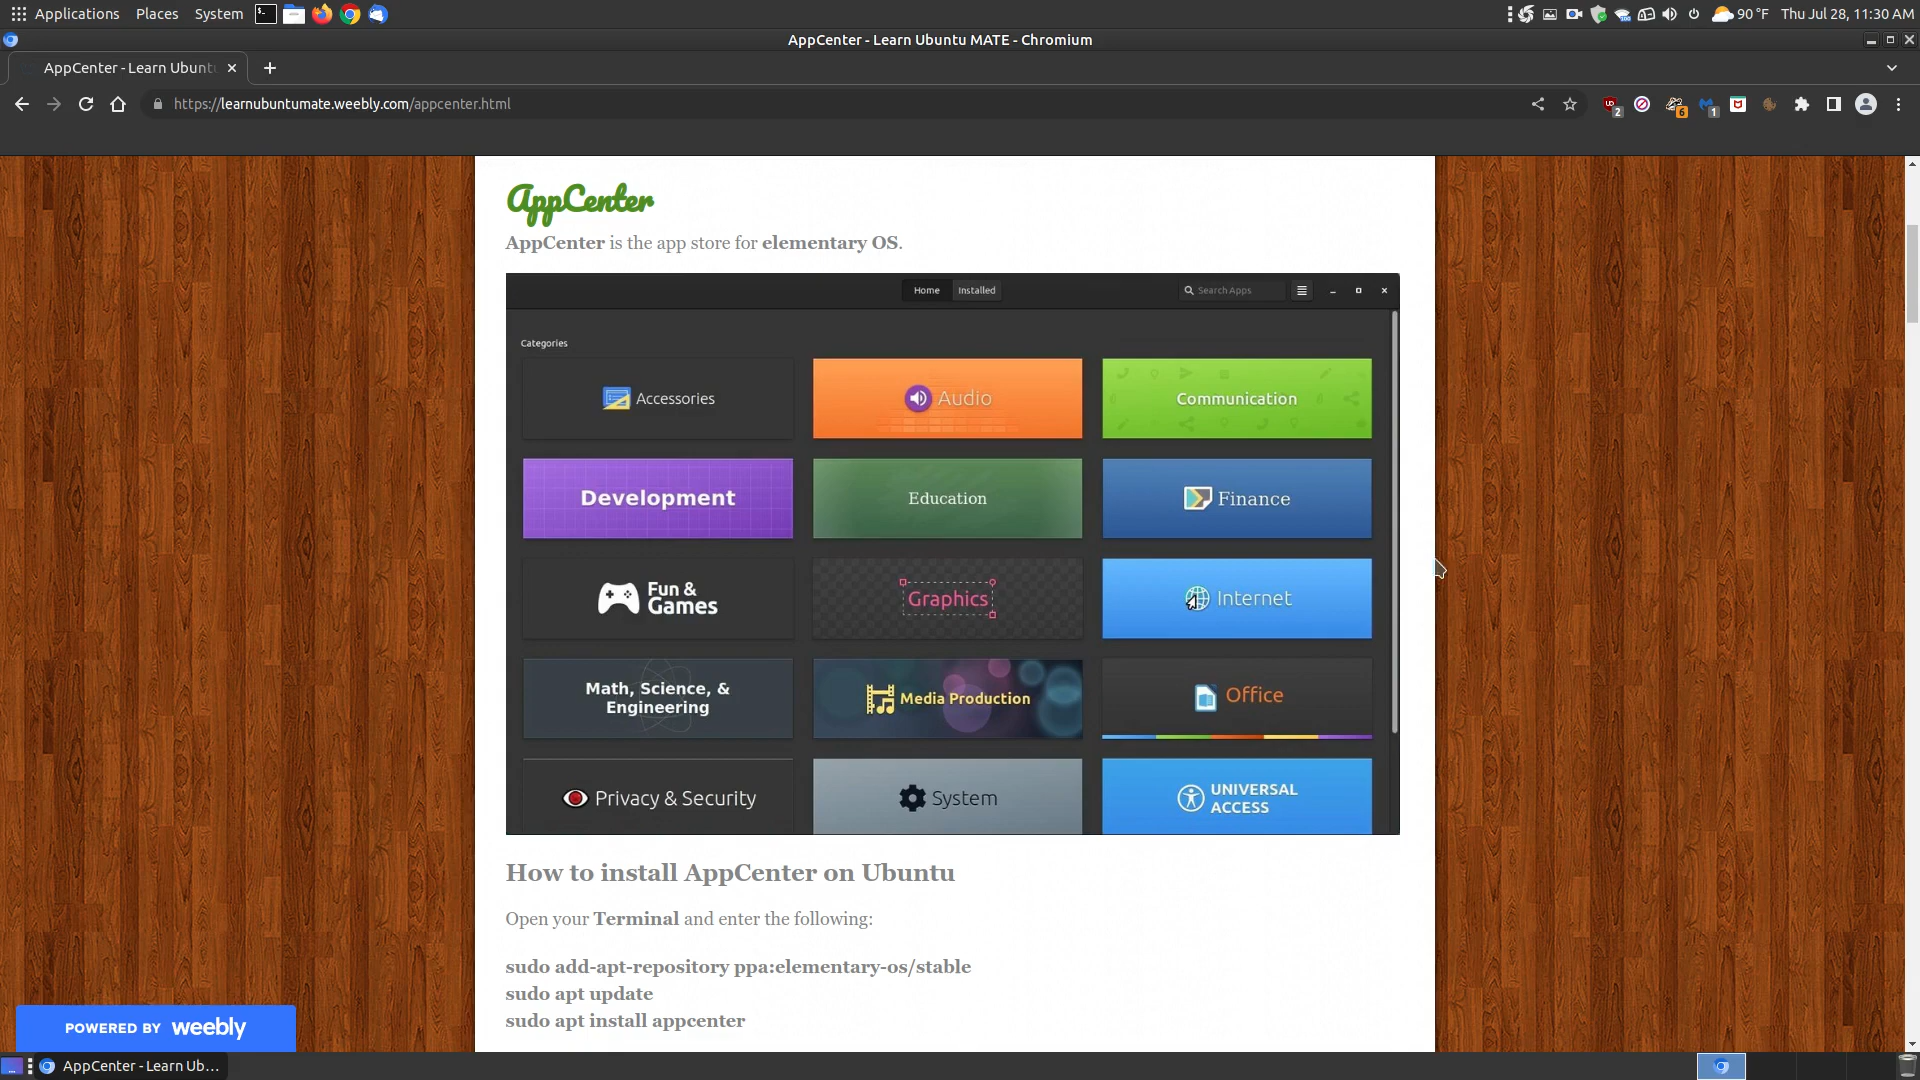 Applications Places System 90 °F Thu Jul 28, 11:30 AM
AppCenter - Learn Ubuntu MATE - Chromium
AppCenter - Learn Ubunt
https://learnubuntumate.weebly.com/appcenter.html
2 6 1
AppCenter
AppCenter is the app store for elementary OS.
Home Installed Search Apps
Categories
Accessories Audio Communication
Development Education Finance
Fun &
Games
Graphics
Internet
Math, Science, &
Engineering
Media Production
Office
Privacy & Security
System
UNIVERSAL
ACCESS
How to install AppCenter on Ubuntu
Open your Terminal and enter the following:
sudo add-apt-repository ppa:elementary-os/stable
sudo apt update
sudo apt install appcenter
POWERED BY weebly
AppCenter - Learn Ub...